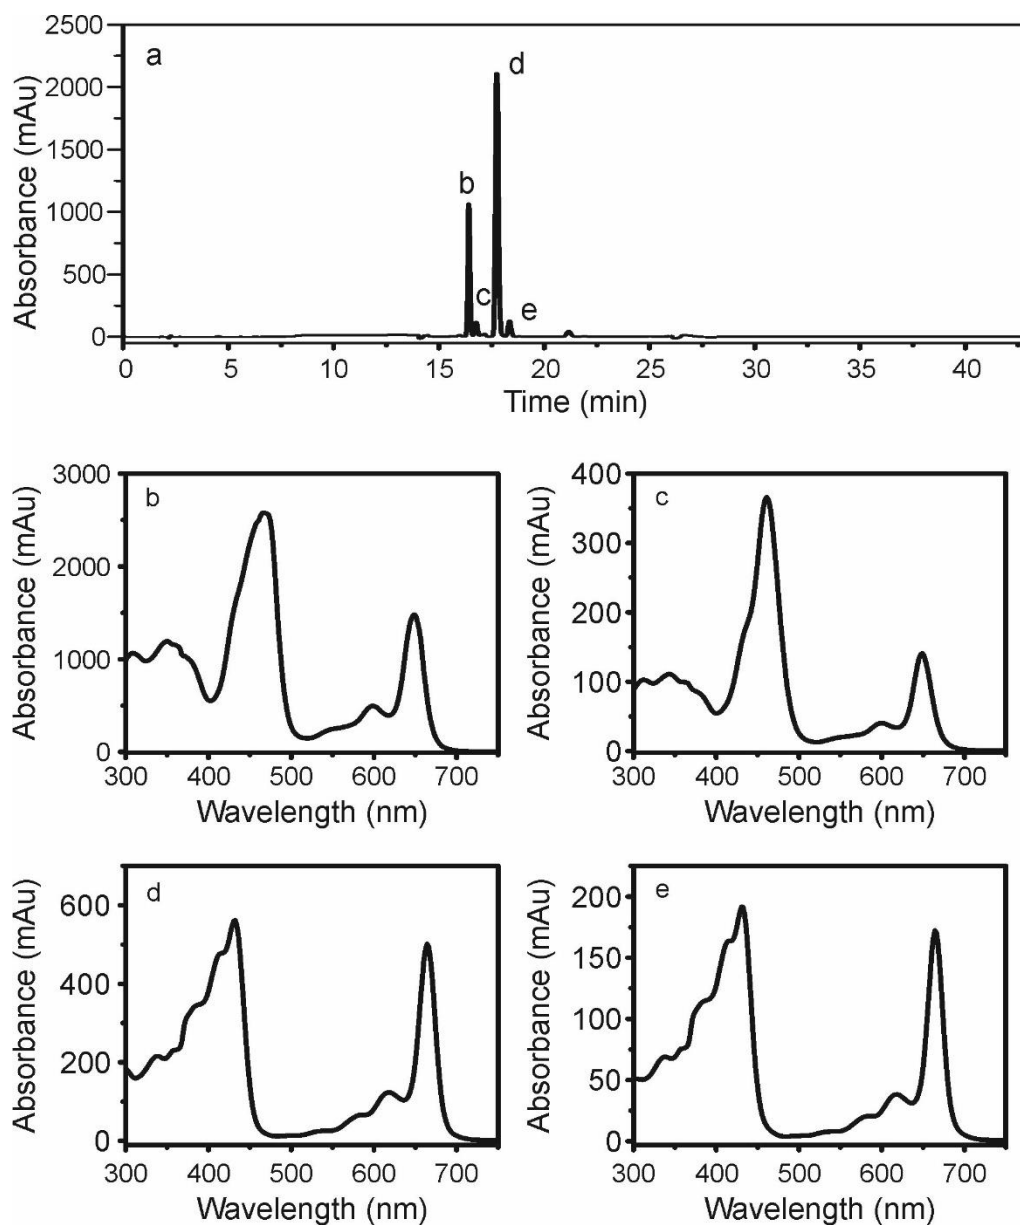 a
Absorbance (mAu)
2500
2000
1500
1000
500
0
b
c
d
e
0 5 10 15 20 25 30 35 40
Time (min)
b
Absorbance (mAu)
3000
2000
1000
0
300 400 500 600 700
Wavelength (nm)
c
Absorbance (mAu)
400
300
200
100
0
300 400 500 600 700
Wavelength (nm)
d
Absorbance (mAu)
600
400
200
0
300 400 500 600 700
Wavelength (nm)
e
Absorbance (mAu)
200
150
100
50
0
300 400 500 600 700
Wavelength (nm)